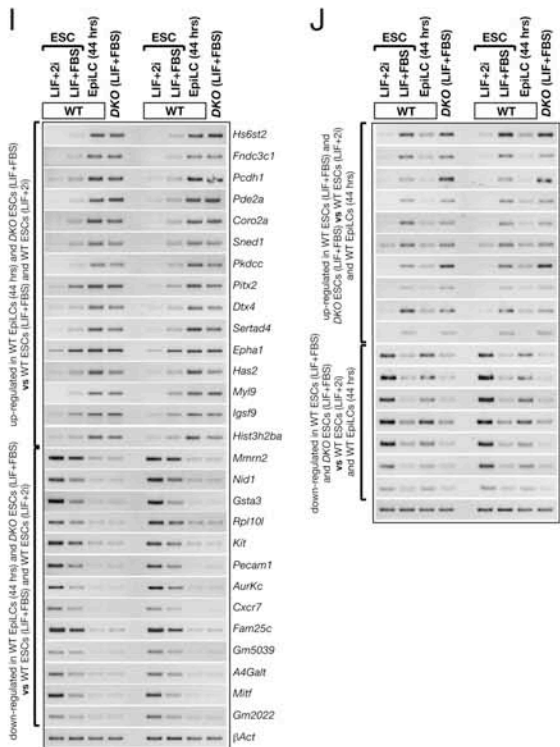 I
ESC
LIF+2i
LIF+FBS
EpiLC (44 hrs)
DKO (LIF+FBS)
WT
ESC
LIF+2i
LIF+FBS
EpiLC (44 hrs)
DKO (LIF+FBS)
WT
up-regulated in WT EpiLCs (44 hrs) and DKO ESCs (LIF+FBS)
vs WT ESCs (LIF+FBS) and WT ESCs (LIF+2i)
Hs6st2
Fndc3c1
Pcdh1
Pde2a
Coro2a
Sned1
Pkdcc
Pitx2
Dtx4
Sertad4
Epha1
Has2
Myl9
Igsf9
Hist3h2ba
down-regulated in WT EpiLCs (44 hrs) and DKO ESCs (LIF+FBS)
vs WT ESCs (LIF+FBS) and WT ESCs (LIF+2i)
Mmrn2
Nid1
Gsta3
Rpl10l
Kit
Pecam1
AurKc
Cxcr7
Fam25c
Gm5039
A4Galt
Mitf
Gm2022
βAct
J
ESC
LIF+2i
LIF+FBS
EpiLC (44 hrs)
DKO (LIF+FBS)
WT
ESC
LIF+2i
LIF+FBS
EpiLC (44 hrs)
DKO (LIF+FBS)
WT
up-regulated in WT ESCs (LIF+FBS) and
DKO ESCs (LIF+FBS) vs WT ESCs (LIF+2i)
and WT EpiLCs (44 hrs)
down-regulated in WT ESCs (LIF+FBS)
and DKO ESCs (LIF+FBS)
vs WT ESCs (LIF+2i)
and WT EpiLCs (44 hrs)